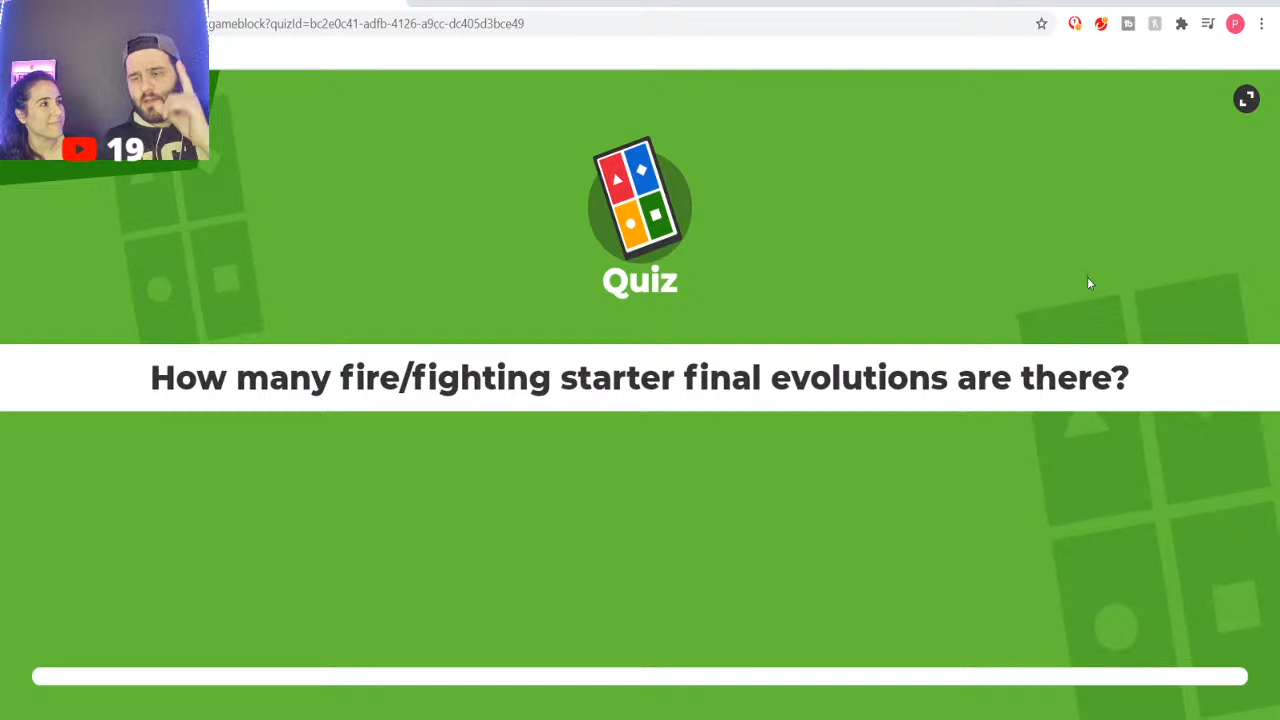 gameblock?quizId=bc2e0c41-adfb-4126-a9cc-dc405d3bce49
P
19
Quiz
How many fire/fighting starter final evolutions are there?